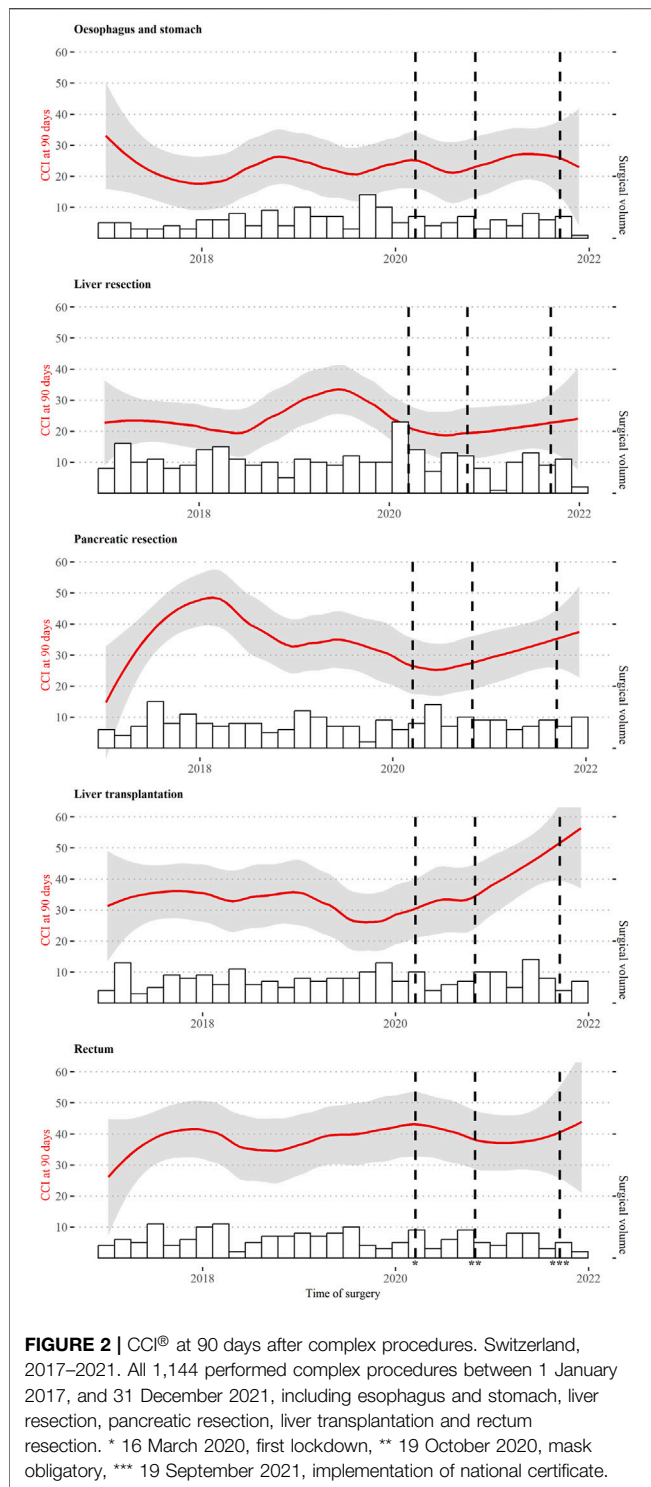 Oesophagus and stomach
60
50
40
30
20
10
CCI at 90 days
Surgical volume
2018
2020
2022
Liver resection
60
50
40
30
20
10
CCI at 90 days
Surgical volume
2018
2020
2022
Pancreatic resection
60
50
40
30
20
10
CCI at 90 days
Surgical volume
2018
2020
2022
Liver transplantation
60
50
40
30
20
10
CCI at 90 days
Surgical volume
2018
2020
2022
Rectum
60
50
40
30
20
10
CCI at 90 days
Surgical volume
* ** ***
2018
2020
2022
Time of surgery
FIGURE 2 | CCI® at 90 days after complex procedures. Switzerland,
2017–2021. All 1,144 performed complex procedures between 1 January
2017, and 31 December 2021, including esophagus and stomach, liver
resection, pancreatic resection, liver transplantation and rectum
resection. * 16 March 2020, first lockdown, ** 19 October 2020, mask
obligatory, *** 19 September 2021, implementation of national certificate.